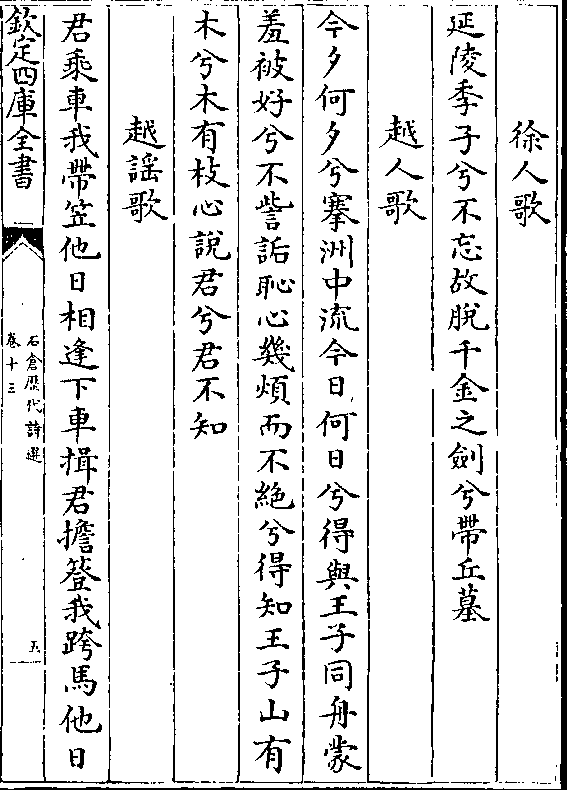 徐人歌
延陵季子兮不忘故脫千金之劍兮帶丘墓
越人歌
今夕何夕兮搴洲中流今日何日兮得與王子同舟蒙
羞被好兮不訾詬恥心幾煩而不絶兮得知王子山有
木兮木有枝心說君兮君不知
越謡歌
君乘車我帶笠他日相逢下車揖君擔簦我跨馬他日
欽定四庫全書
石倉歷代詩選
卷十三
五